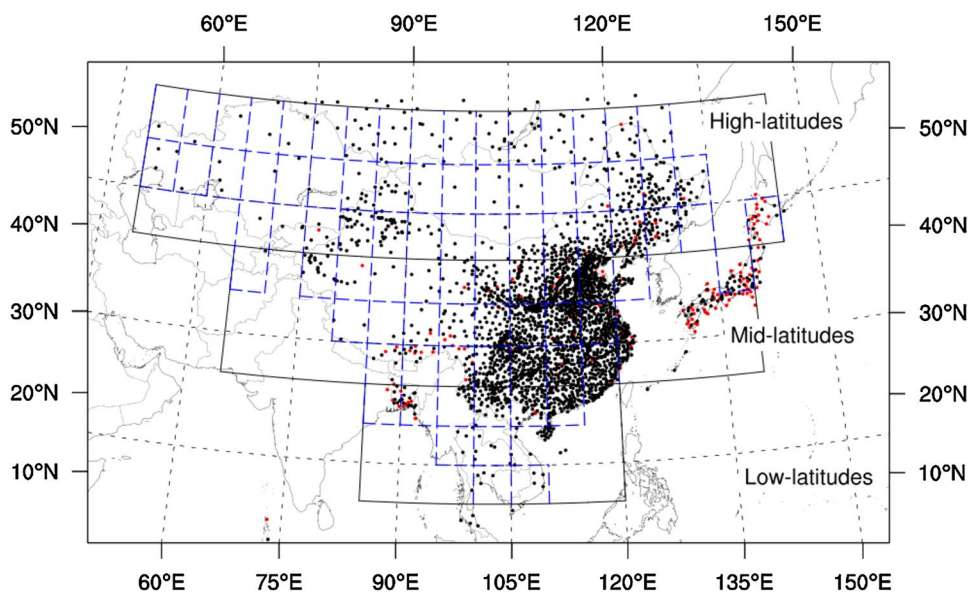 60°E 90°E 120°E 150°E
50°N High-latitudes 50°N
40°N 40°N
30°N 30°N
Mid-latitudes
20°N 20°N
10°N Low-latitudes 10°N
60°E 75°E 90°E 105°E 120°E 135°E 150°E